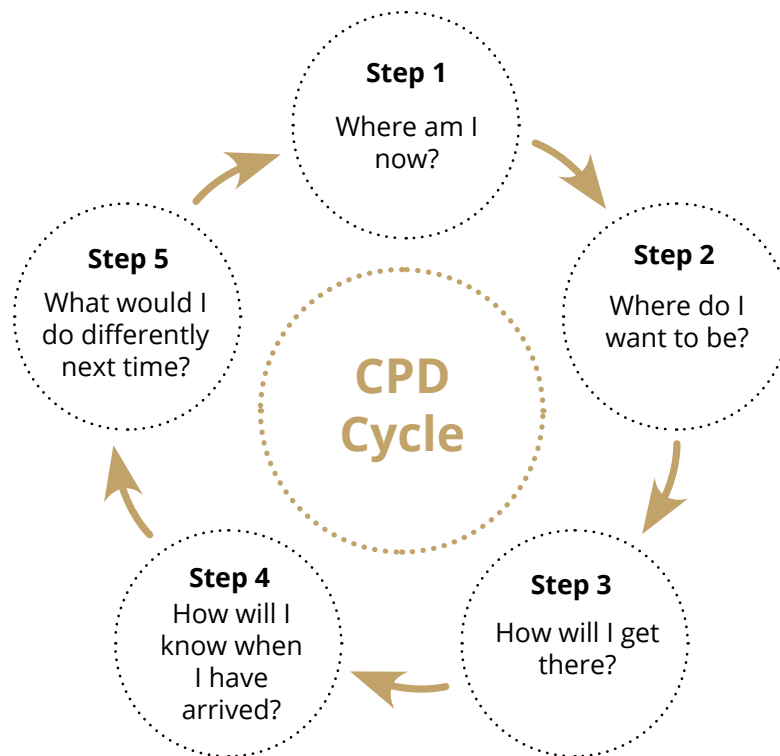 Step 1
Where am I
now?
Step 2
Where do I
want to be?
Step 3
How will I get
there?
Step 4
How will I
know when
I have
arrived?
Step 5
What would I
do differently
next time?
CPD
Cycle